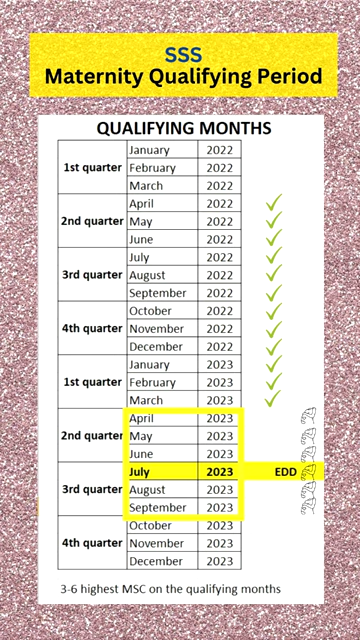 SSS
Maternity Qualifying Period
QUALIFYING MONTHS
1st quarter January 2022
February 2022
March 2022
2nd quarter April 2022
May 2022
June 2022
3rd quarter July 2022
August 2022
September 2022
4th quarter October 2022
November 2022
December 2022
1st quarter January 2023
February 2023
March 2023
2nd quarter April 2023
May 2023
June 2023
July 2023 EDD
3rd quarter August 2023
September 2023
4th quarter October 2023
November 2023
December 2023
3-6 highest MSC on the qualifying months